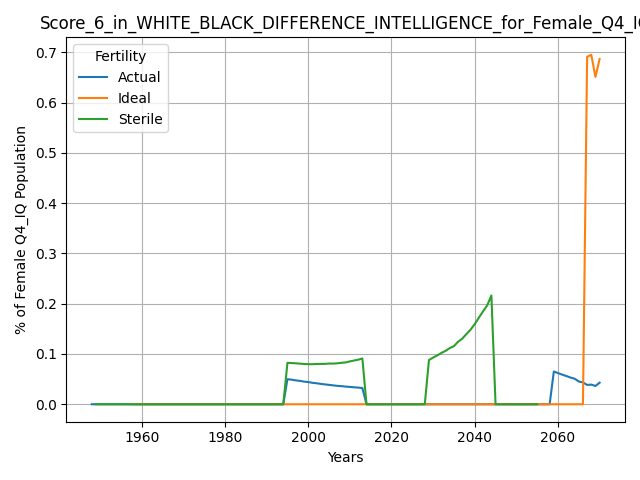 Score_6_in_WHITE_BLACK_DIFFERENCE_INTELLIGENCE_for_Female_Q4_IQ
Fertility
Actual
Ideal
Sterile
% of Female Q4_IQ Population
0.7
0.6
0.5
0.4
0.3
0.2
0.1
0.0
1960 1980 2000 2020 2040 2060
Years